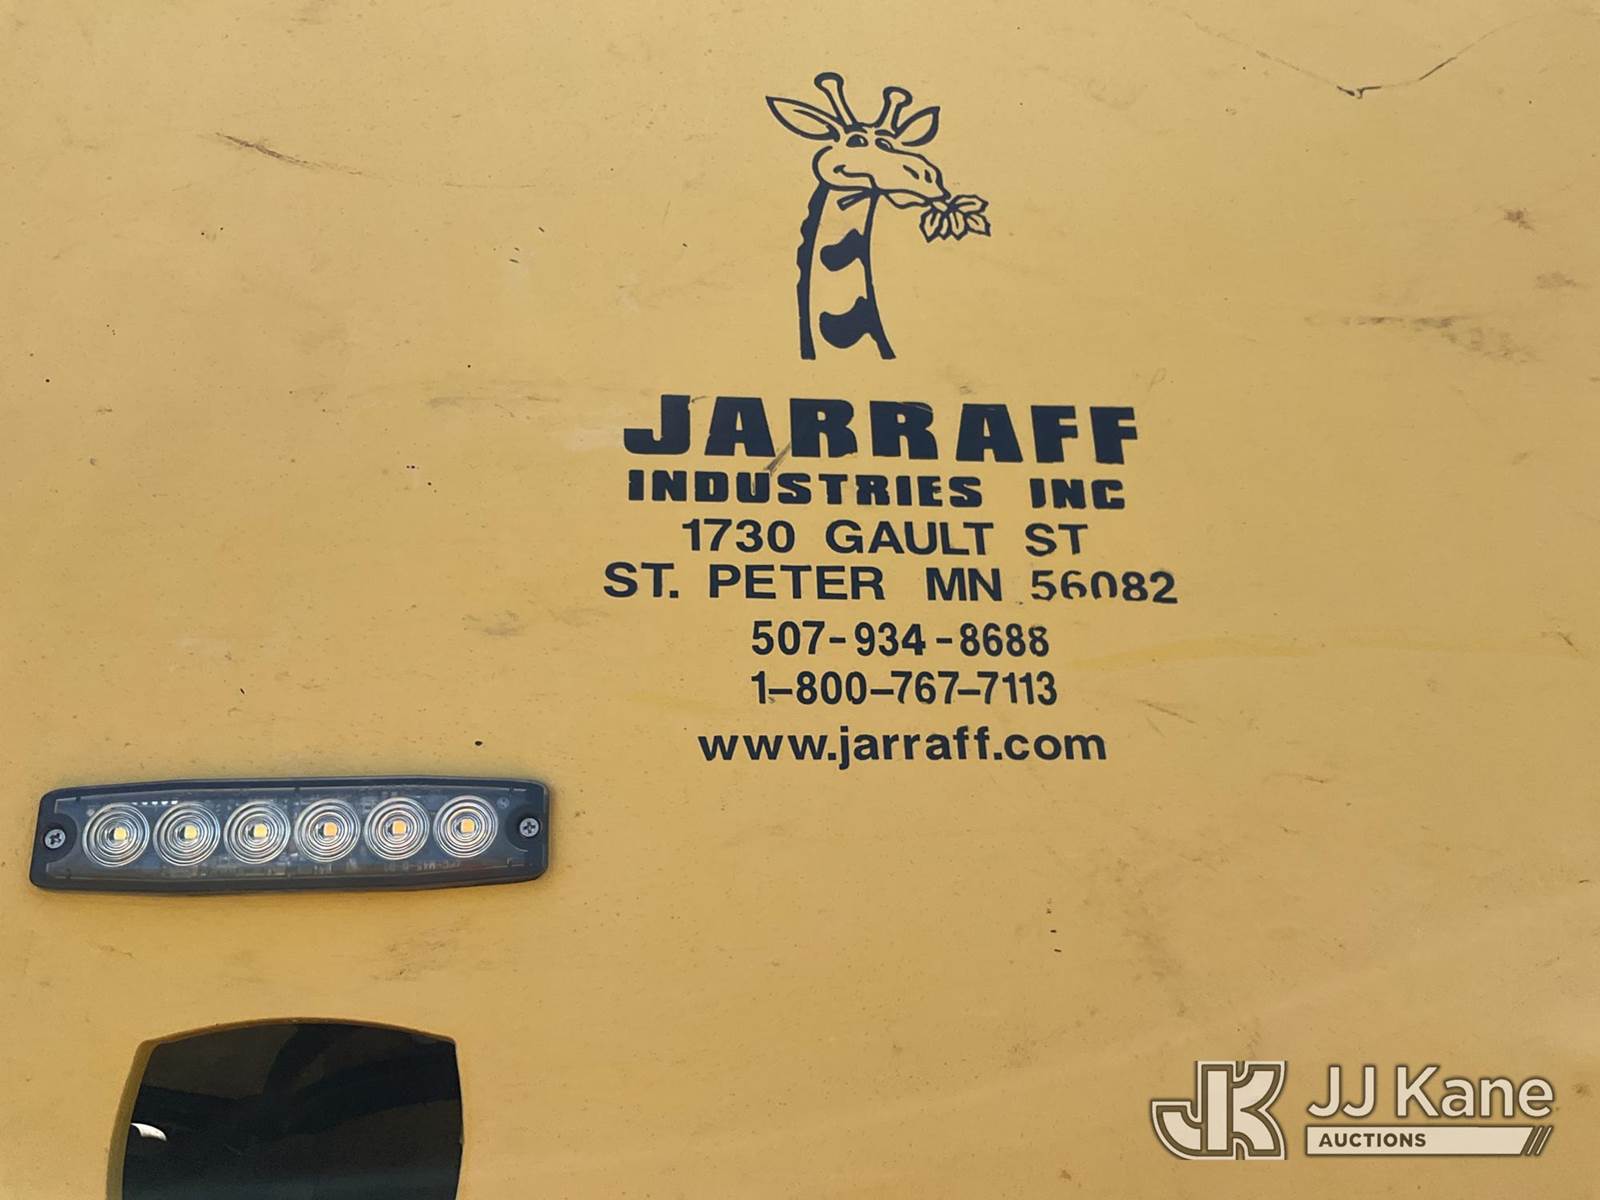 JARRAFF
INDUSTRIES INC
1730 GAULT ST
ST. PETER MN 56082
507-934-8688
1-800-767-7113
www.jarraff.com
JK JJ Kane
AUCTIONS